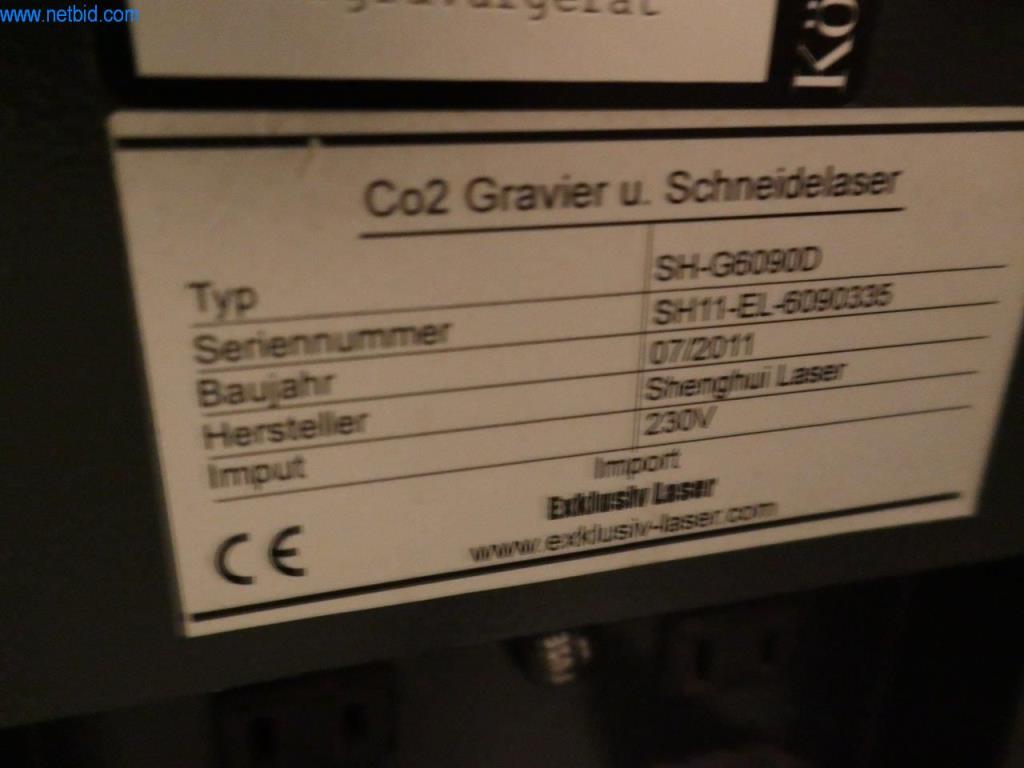 www.netbid.com
Kö
Co2 Gravier u. Schneidelaser
Typ SH-G6090D
Seriennummer SH11-EL-6090335
Baujahr 07/2011
Hersteller Shenghui Laser
Imput 230V
Import
Exklusiv Laser
www.exklusiv-laser.com
CE